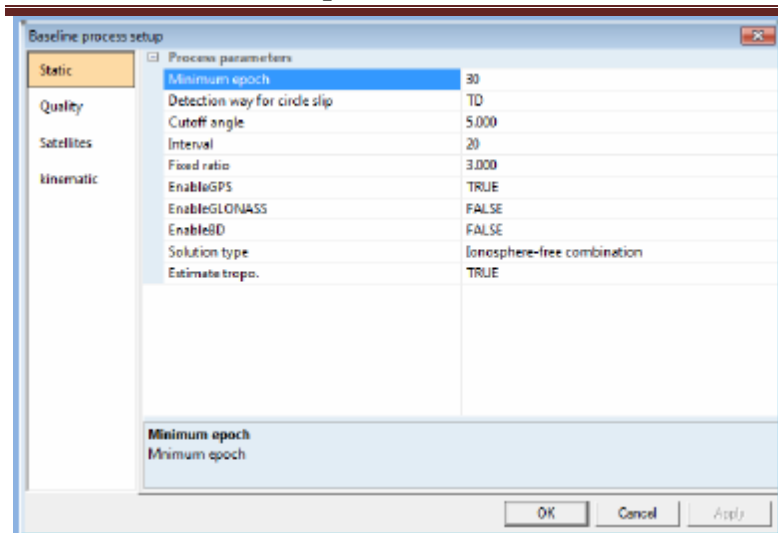 Baseline process setup
Static
Quality
Satellites
kinematic
Process parameters
Minimum epoch 30
Detection way for circle slip TD
Cutoff angle 5.000
Interval 20
Fixed ratio 3.000
EnableGPS TRUE
EnableGLONASS FALSE
EnableBD FALSE
Solution type Ionosphere-free combination
Estimate tropo. TRUE
Minimum epoch
Mnimum epoch
OK Cancel Apply